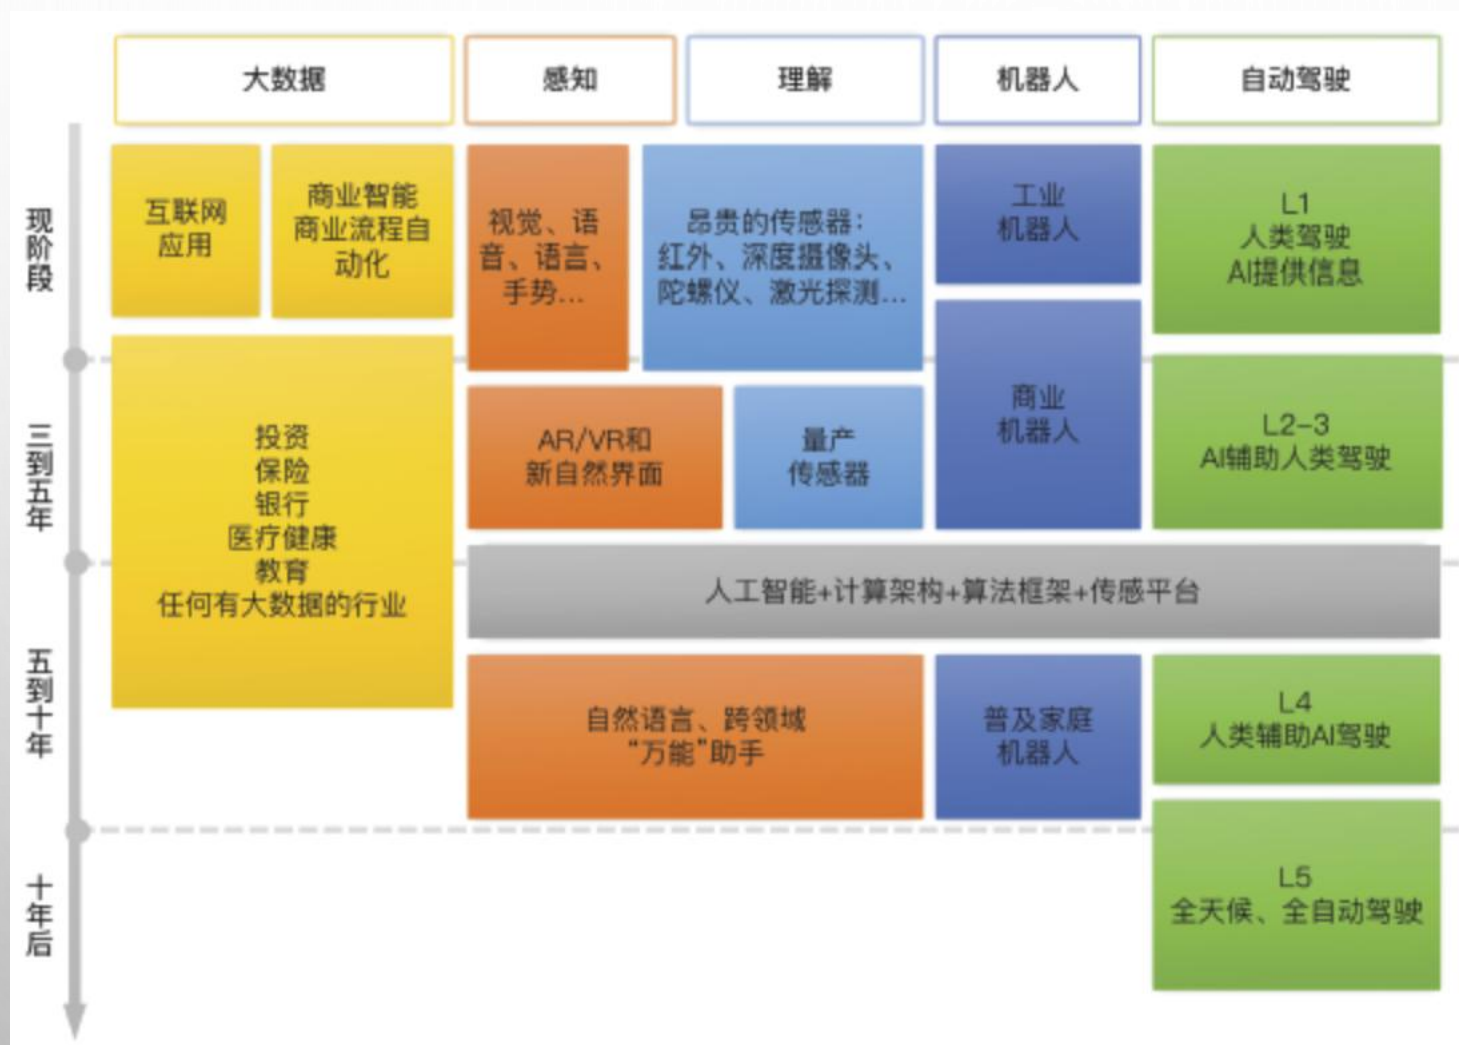 大数据
感知
理解
机器人
自动驾驶
现阶段
互联网
应用
商业智能
商业流程自
动化
视觉、语
音、语言、
手势...
昂贵的传感器：
红外、深度摄像头、
陀螺仪、激光探测...
工业
机器人
L1
人类驾驶
AI提供信息
三到五年
投资
保险
银行
医疗健康
教育
任何有大数据的行业
AR/VR和
新自然界面
量产
传感器
商业
机器人
L2-3
AI辅助人类驾驶
人工智能+计算架构+算法框架+传感平台
五到十年
自然语言、跨领域
“万能”助手
普及家庭
机器人
L4
人类辅助AI驾驶
十年后
L5
全天候、全自动驾驶